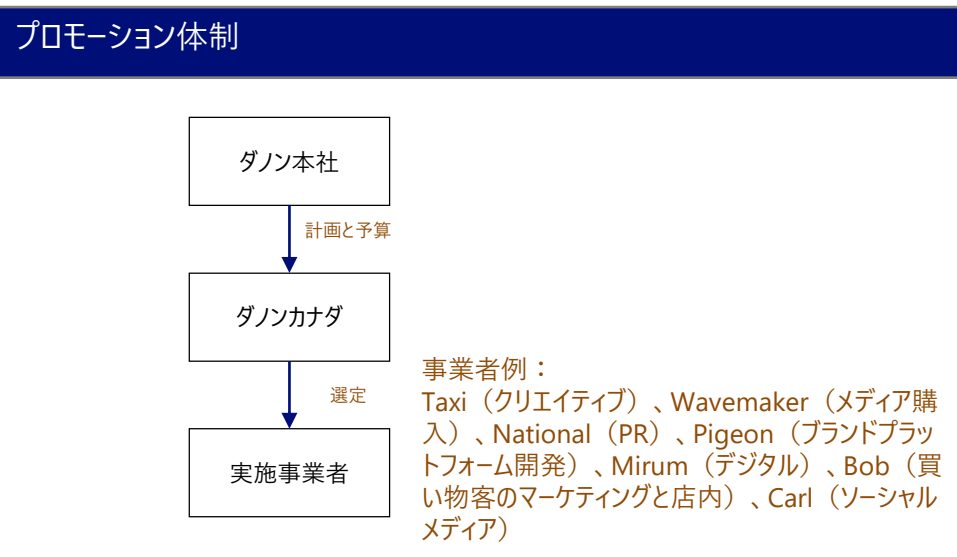 プロモーション体制
ダノン本社
計画と予算
ダノンカナダ
選定
実施事業者
事業者例：
Taxi（クリエイティブ）、Wavemaker（メディア購
入）、National（PR）、Pigeon（ブランドプラッ
トフォーム開発）、Mirum（デジタル）、Bob（買
い物客のマーケティングと店内）、Carl（ソーシャル
メディア）